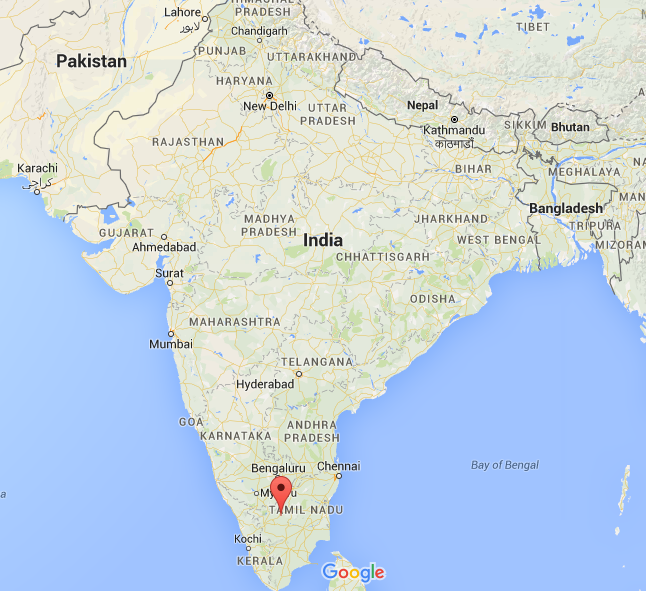 HIMACHAL
PRADESH
Lahore
لاہور
Chandigarh
TIBET
PUNJAB
UTTARAKHAND
Pakistan
HARYANA
New Delhi
UTTAR
PRADESH
Nepal
Kathmandu
काठमाडौं
SIKKIM
Bhutan
RAJASTHAN
Karachi
کراچی
BIHAR
MEGHALAYA
NA
MAN
Bangladesh
GUJARAT
Ahmedabad
MADHYA
PRADESH
India
JHARKHAND
WEST BENGAL
TRIPURA
MIZORAM
CHHATTISGARH
Surat
ODISHA
MAHARASHTRA
Mumbai
TELANGANA
Hyderabad
GOA
KARNATAKA
ANDHRA
PRADESH
Bengaluru
Chennai
Bay of Bengal
a
TAMIL NADU
Kochi
KERALA
Google